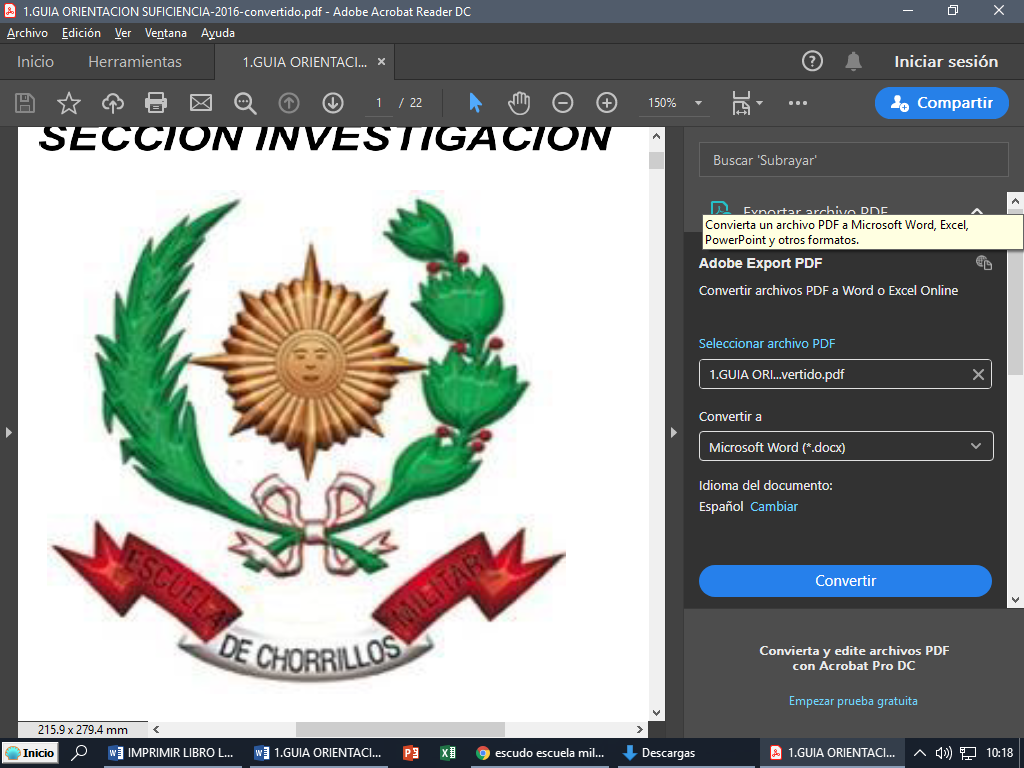 1.GUIA ORIENTACION SUFICIENCIA-2016-convertido.pdf - Adobe Acrobat Reader DC
Archivo Edición Ver Ventana Ayuda
Inicio Herramientas 1.GUIA ORIENTACI... × Iniciar sesión
1 / 22 150% Compartir
SECCION INVESTIGACION
ESCUELA MILITAR
DE CHORRILLOS
Buscar 'Subrayar'
Exportar archivo PDF
Convierta un archivo PDF a Microsoft Word, Excel,
PowerPoint y otros formatos.
Adobe Export PDF
Convertir archivos PDF a Word o Excel Online
Seleccionar archivo PDF
1.GUIA ORI...vertido.pdf
Convertir a
Microsoft Word (*.docx)
Idioma del documento:
Español Cambiar
Convertir
Convierta y edite archivos PDF
con Acrobat Pro DC
Empezar prueba gratuita
215.9 x 279.4 mm
Inicio IMPRIMIR LIBRO L... 1.GUIA ORIENTACI... escudo escuela mil... Descargas 1.GUIA ORIENTACI... 10:18